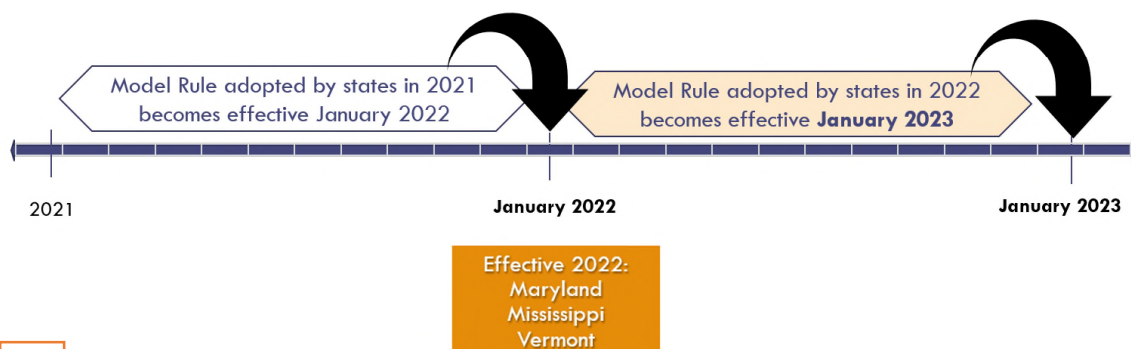 Model Rule adopted by states in 2021
becomes effective January 2022
Model Rule adopted by states in 2022
becomes effective January 2023
2021
January 2022
January 2023
Effective 2022:
Maryland
Mississippi
Vermont